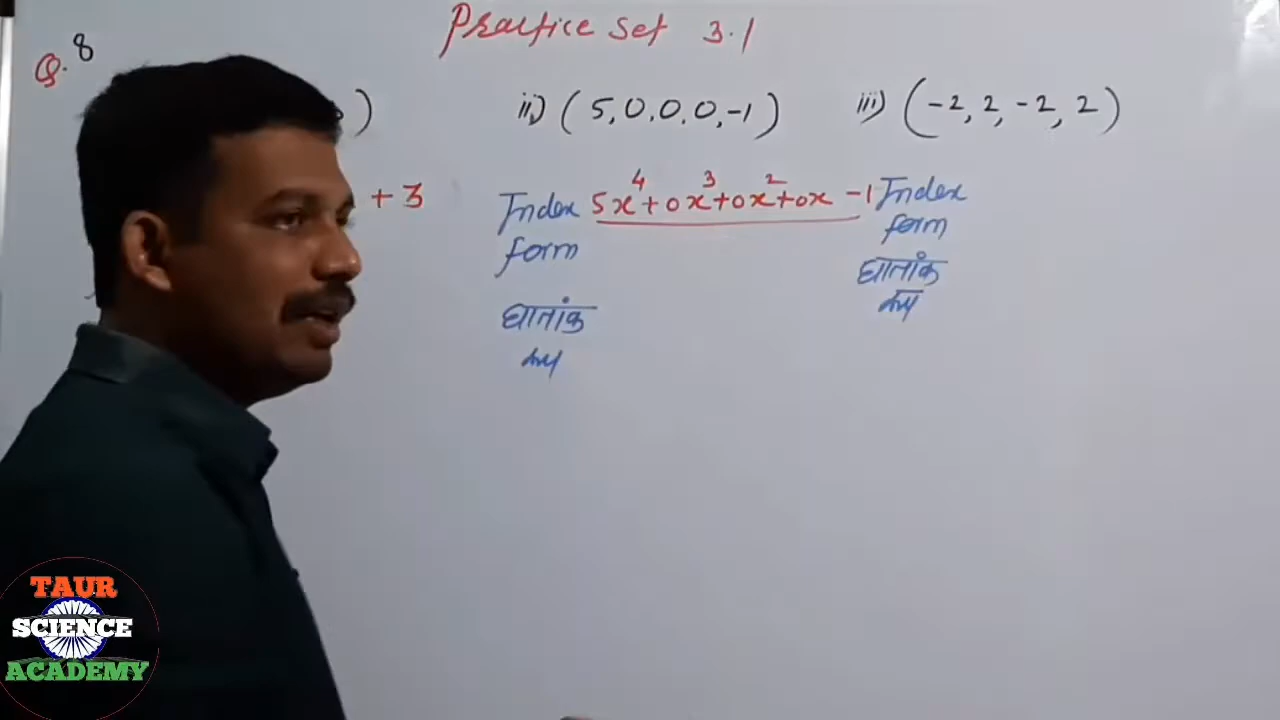 Practice Set 3.1
Q.8
) ii) (5,0,0,0,-1) iii) (-2, 2, -2, 2)
+ 3
Index 5x⁴+0x³+0x²+0x -1
form
घातांक
रूप
Index
form
घातांक
रूप
TAUR
SCIENCE
ACADEMY